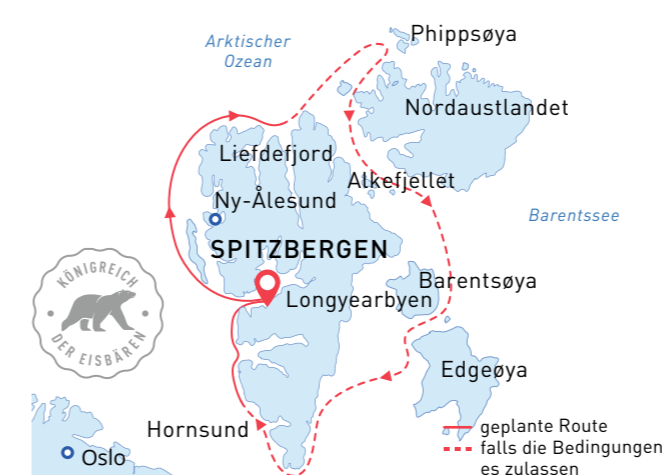 Phippsøya
Arktischer
Ozean
Nordaustlandet
Liefdefjord
Alkefjellet
Ny-Ålesund
Barentssee
SPITZBERGEN
KÖNIGREICH
DER EISBÄREN
Barentsøya
Longyearbyen
Edgeøya
Hornsund
geplante Route
falls die Bedingungen
es zulassen
Oslo